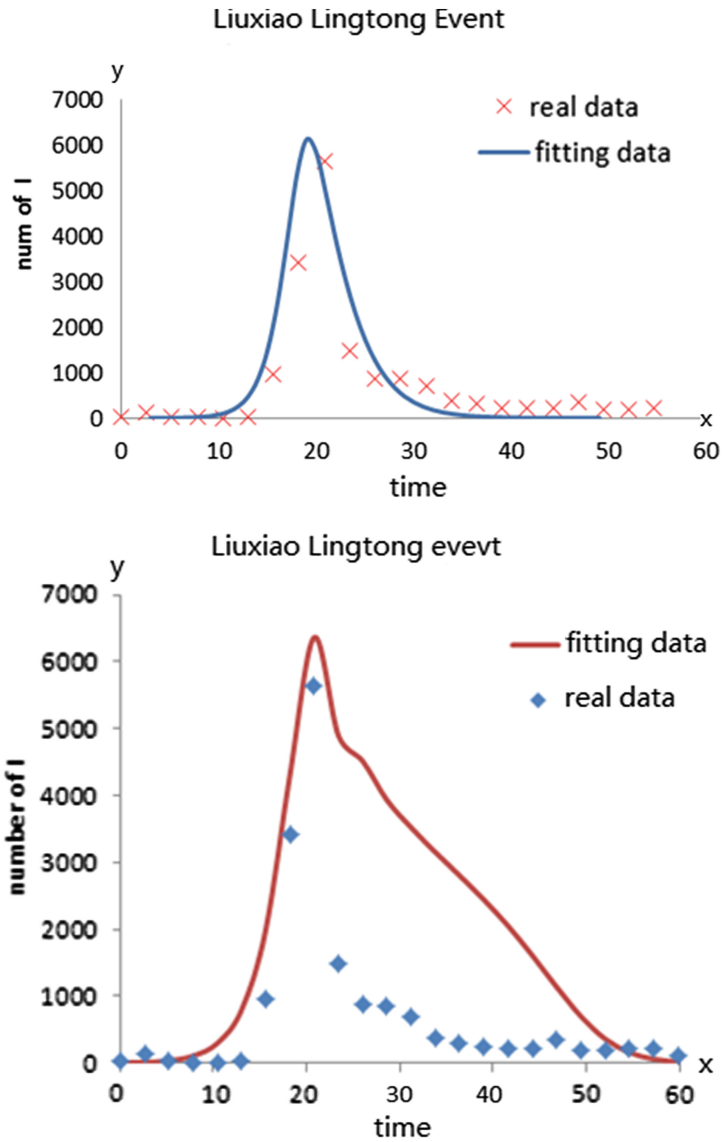 Liuxiao Lingtong Event
y
7000
6000
5000
4000
3000
2000
1000
0
num of I
real data
fitting data
0 10 20 30 40 50 60
x
time
Liuxiao Lingtong evevt
y
7000
6000
5000
4000
3000
2000
1000
0
number of I
fitting data
real data
0 10 20 30 40 50 60
x
time